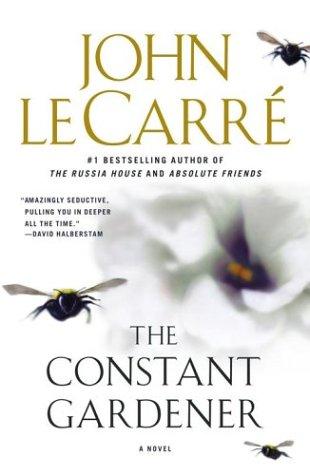 JOHN
LECARRÉ
#1 BESTSELLING AUTHOR OF
THE RUSSIA HOUSE AND ABSOLUTE FRIENDS
"AMAZINGLY SEDUCTIVE,
PULLING YOU IN DEEPER
ALL THE TIME."
—DAVID HALBERSTAM
THE
CONSTANT
GARDENER
A NOVEL